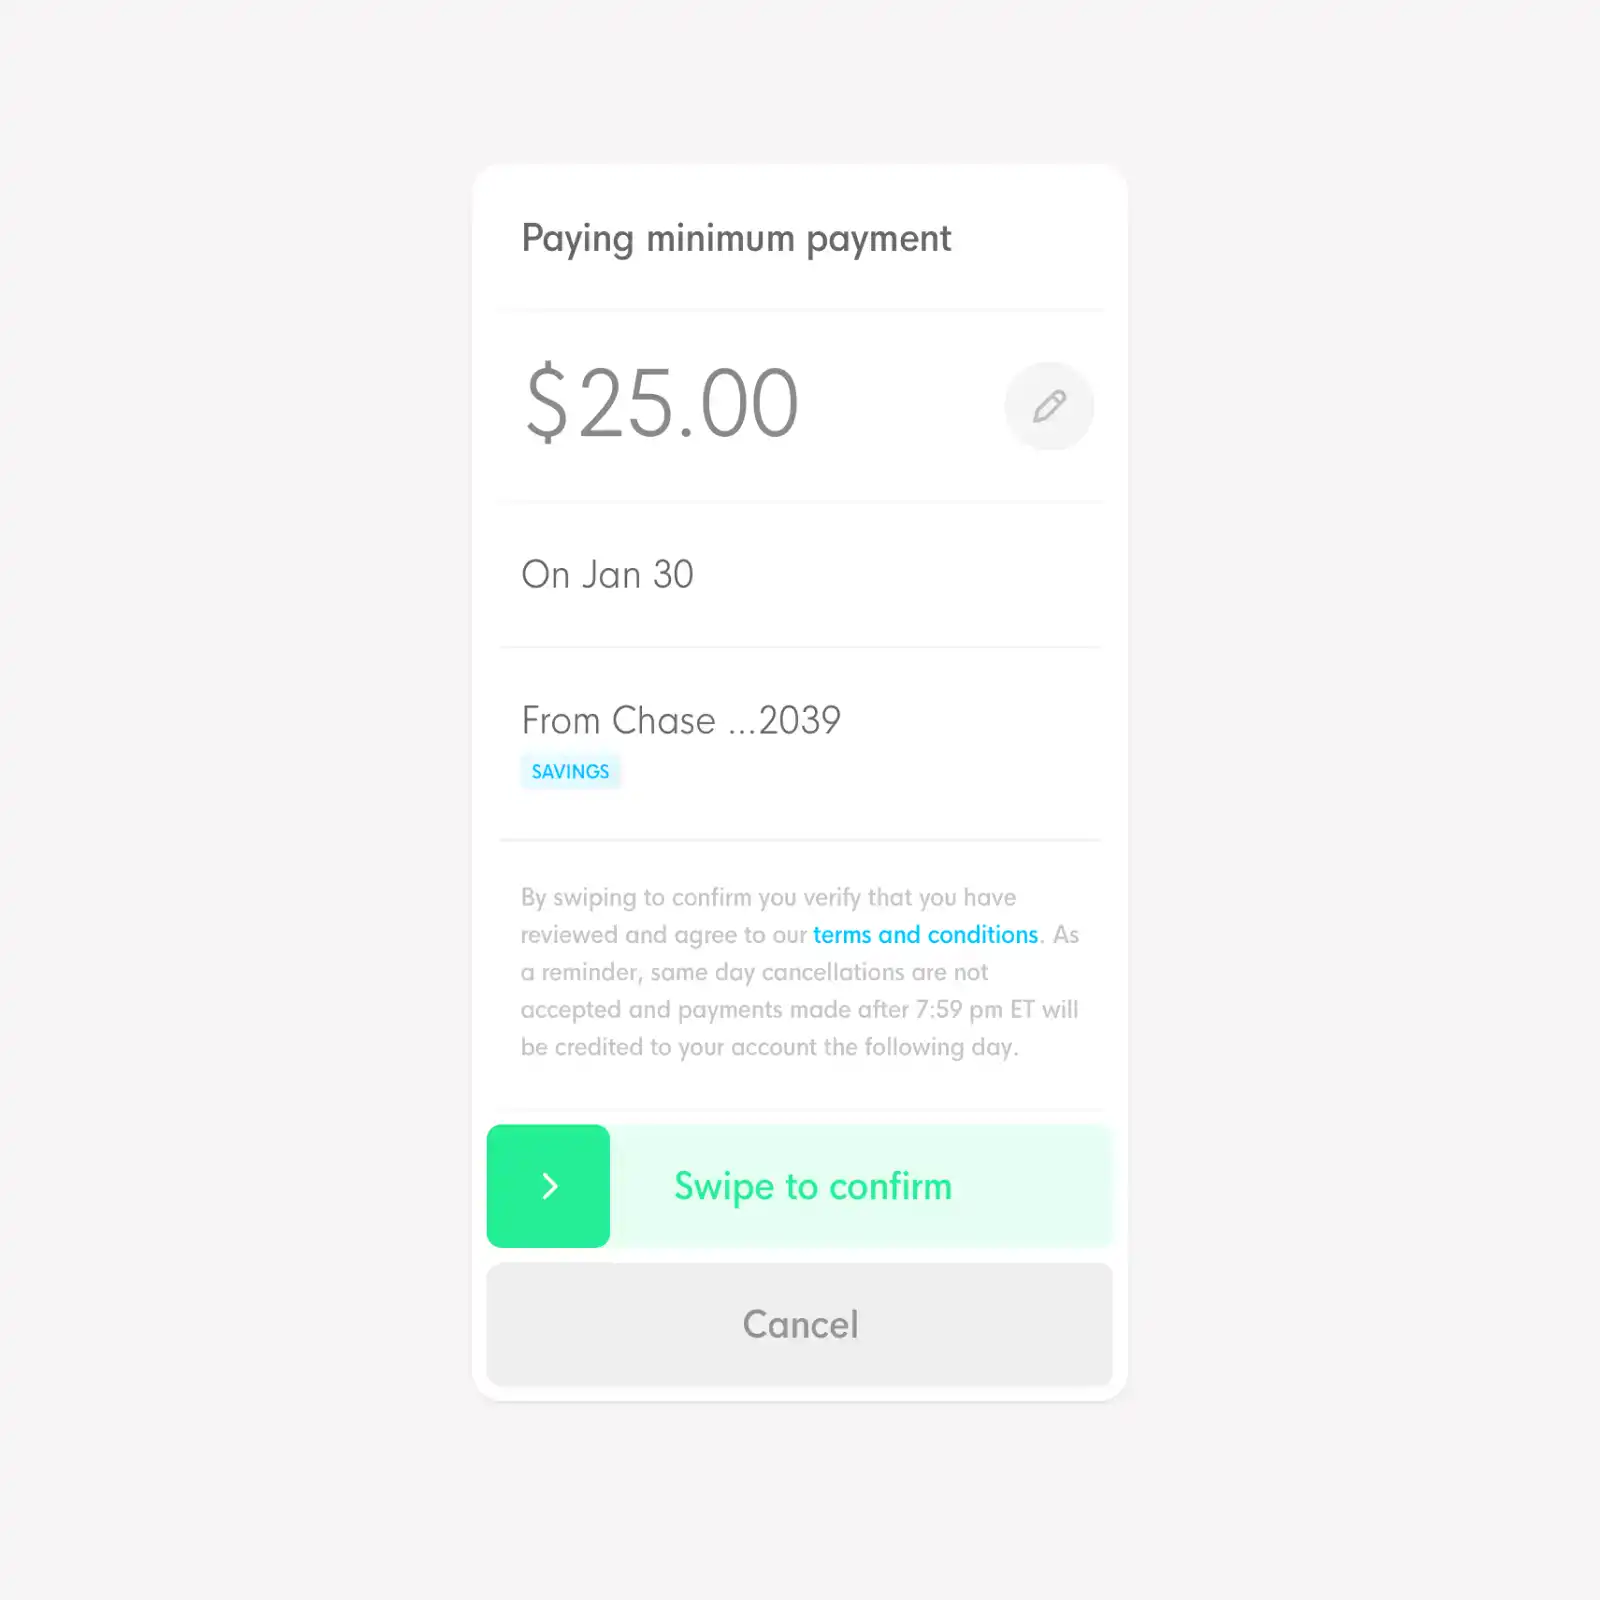 Paying minimum payment
$25.00
On Jan 30
From Chase ...2039
SAVINGS
By swiping to confirm you verify that you have
reviewed and agree to our terms and conditions. As
a reminder, same day cancellations are not
accepted and payments made after 7:59 pm ET will
be credited to your account the following day.
Swipe to confirm
Cancel